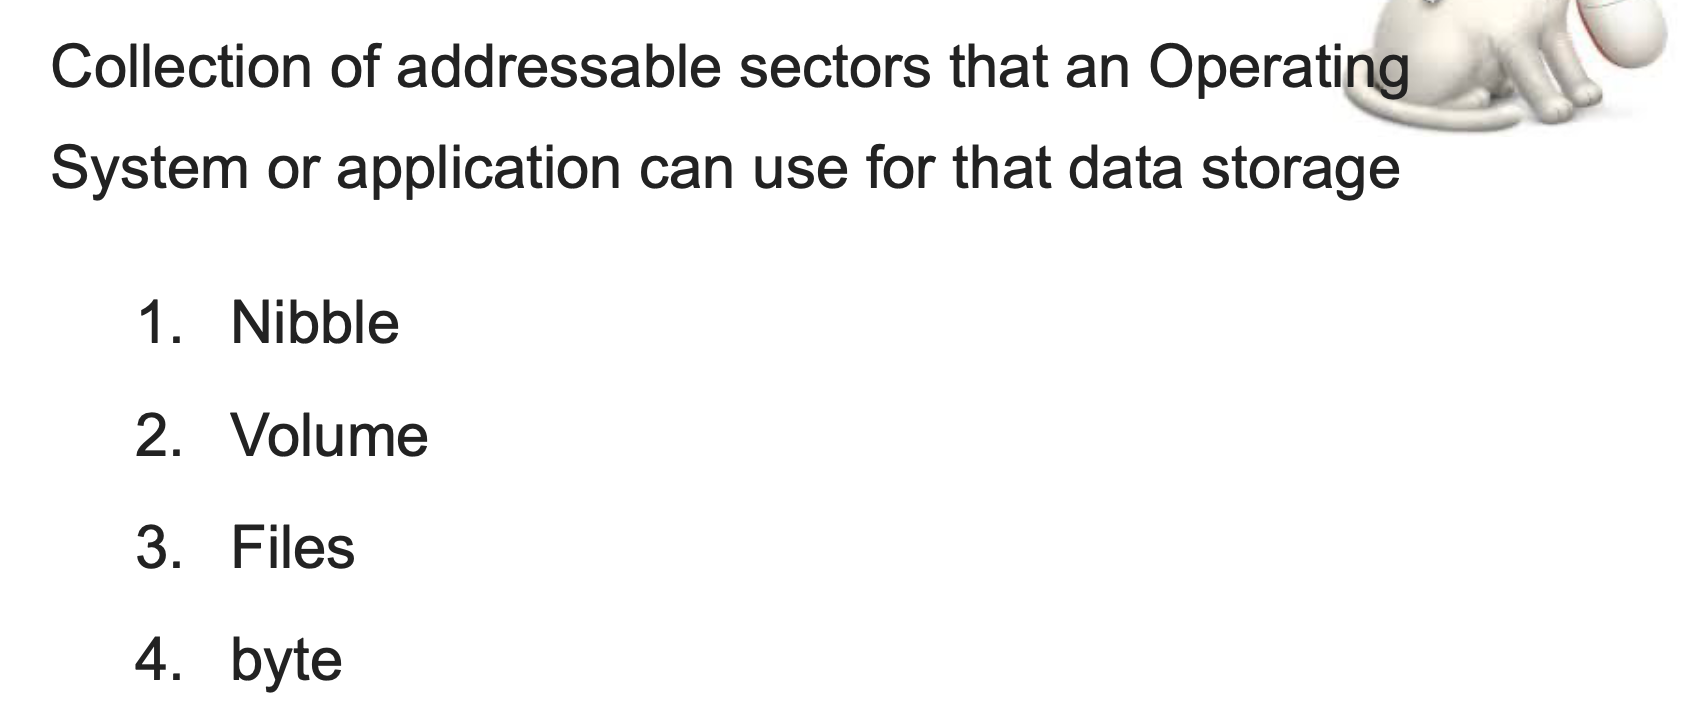 Collection of addressable sectors that an Operating
System or application can use for that data storage
1. Nibble
2. Volume
3. Files
4. byte